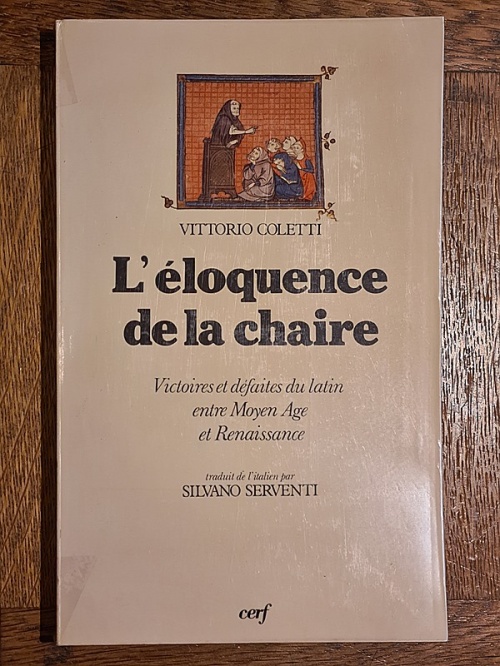 VITTORIO COLETTI
L'éloquence
de la chaire
Victoires et défaites du latin
entre Moyen Age
et Renaissance
traduit de l'italien par
SILVANO SERVENTI
cerf